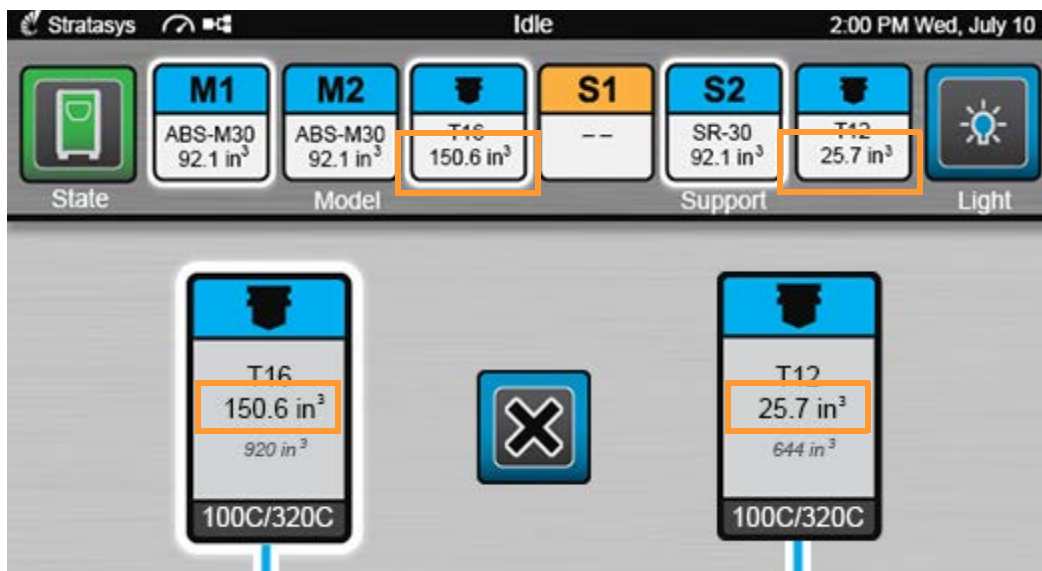 Stratasys Idle 2:00 PM Wed, July 10
M1 M2 S1 S2
ABS-M30 ABS-M30 T16 -- SR-30 T12
92.1 in³ 92.1 in³ 150.6 in³ 92.1 in³ 25.7 in³
State Model Support Light
T16 T12
150.6 in³ 25.7 in³
920 in³ 644 in³
100C/320C 100C/320C